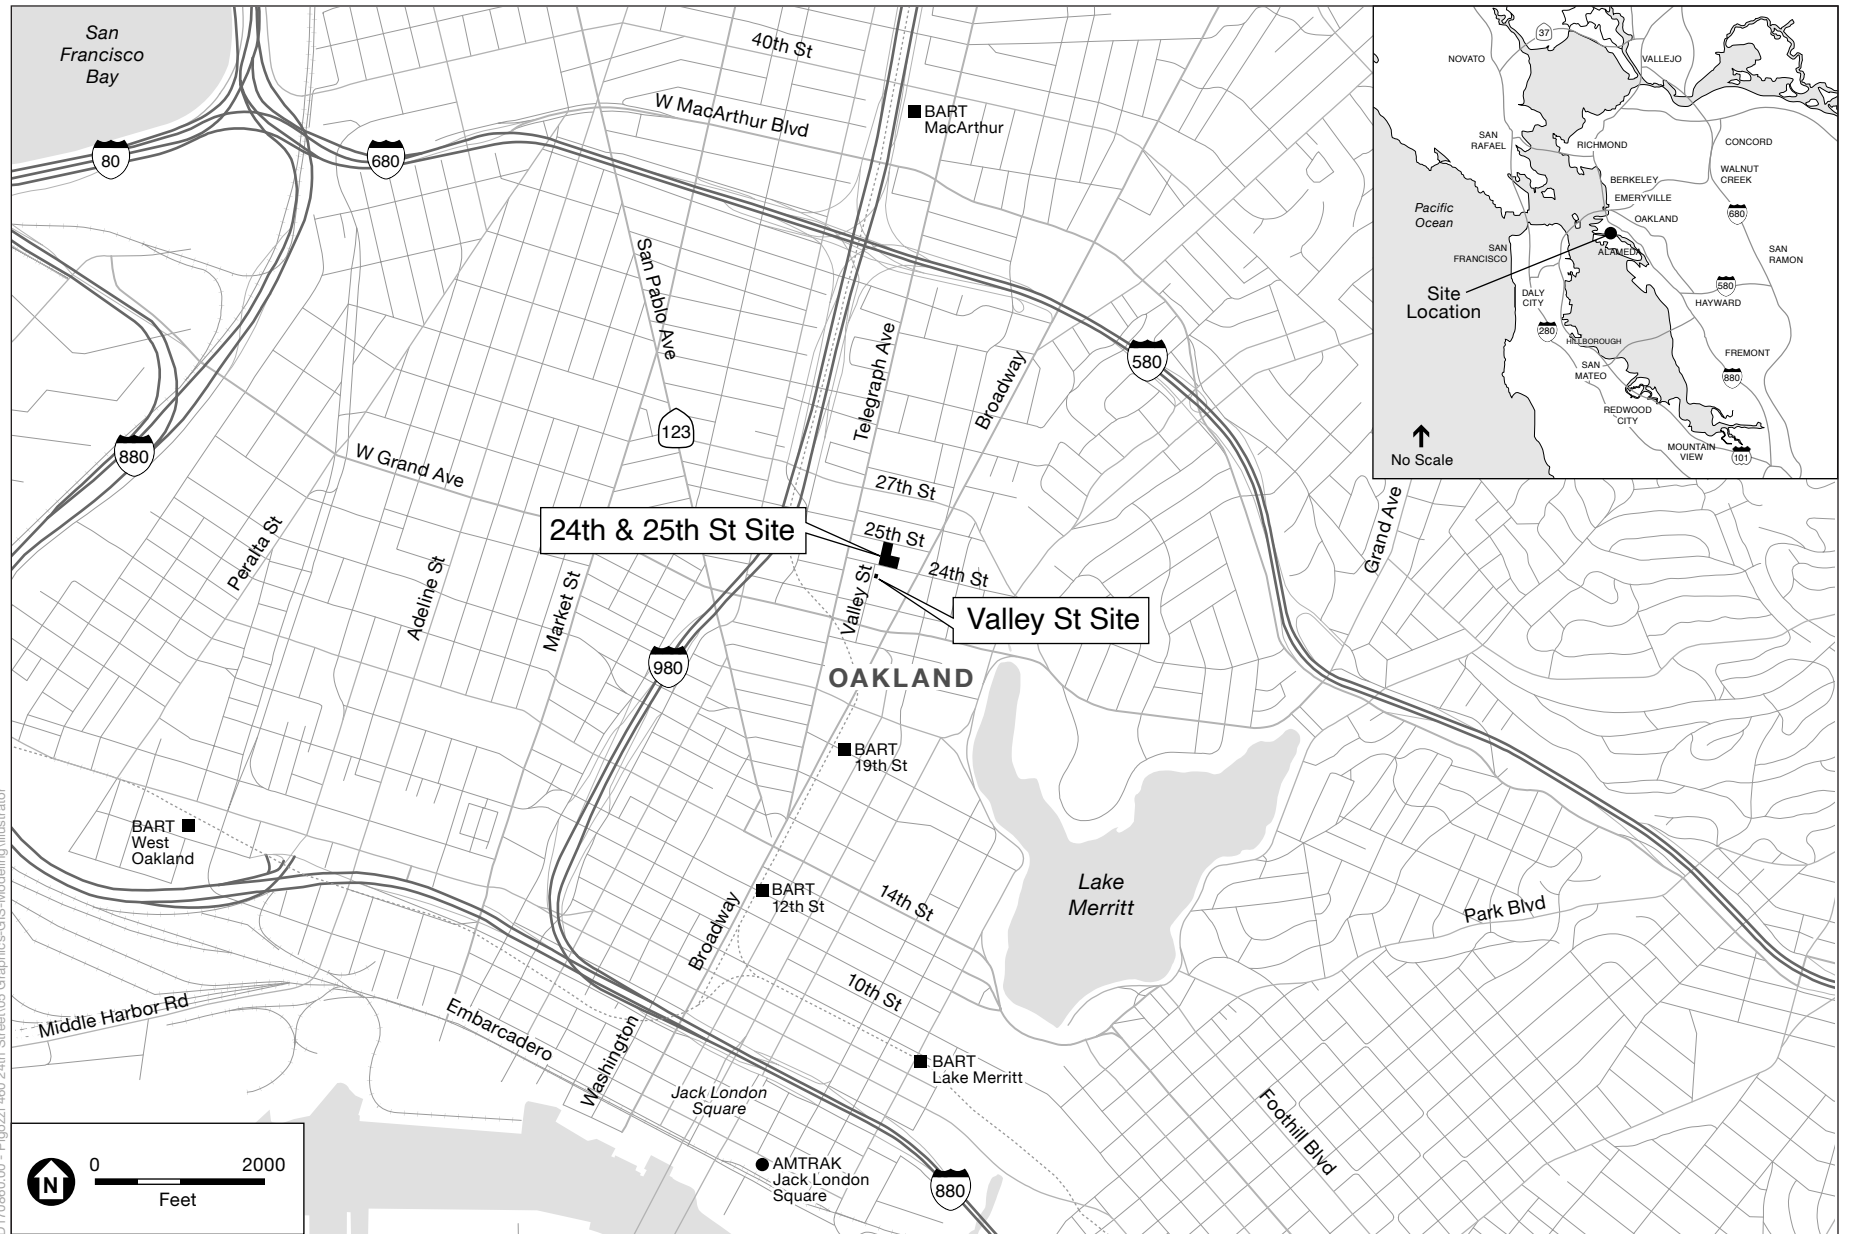 San
Francisco
Bay
40th St
W MacArthur Blvd
BART
MacArthur
80
680
San Pablo Ave
Telegraph Ave
Broadway
580
123
880
W Grand Ave
27th St
24th & 25th St Site
25th St
24th St
Valley St
Valley St Site
Grand Ave
Peralta St
Adeline St
Market St
980
OAKLAND
BART
19th St
BART
West
Oakland
Lake
Merritt
BART
12th St
14th St
Broadway
Park Blvd
10th St
Middle Harbor Rd
Embarcadero
Washington
BART
Lake Merritt
Jack London
Square
Foothill Blvd
AMTRAK
Jack London
Square
880
N
0 2000
Feet
37
NOVATO
VALLEJO
SAN
RAFAEL
RICHMOND
CONCORD
WALNUT
CREEK
BERKELEY
EMERYVILLE
OAKLAND
680
Pacific
Ocean
SAN
FRANCISCO
ALAMEDA
SAN
RAMON
Site
Location
DALY
CITY
580
HAYWARD
280
HILLBOROUGH
SAN
MATEO
FREMONT
880
REDWOOD
CITY
MOUNTAIN
VIEW
101
No Scale